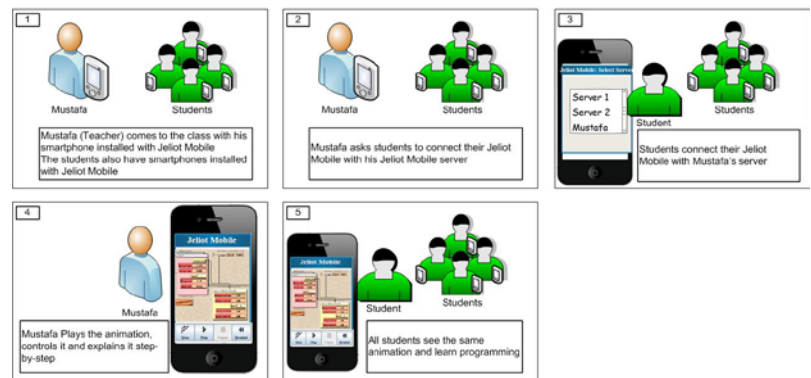 1
Mustafa
Students
Mustafa (Teacher) comes to the class with his
smartphone installed with Jeliot Mobile
The students also have smartphones installed
with Jeliot Mobile
2
Mustafa
Students
Mustafa asks students to connect their Jeliot
Mobile with his Jeliot Mobile server
3
Jeliot Mobile: Select Server
Server 1
Server 2
Mustafa
Student
Students
Students connect their Jeliot
Mobile with Mustafa's server
4
Mustafa
Jeliot Mobile
Play
Mustafa Plays the animation,
controls it and explains it step-
by-step
5
Jeliot Mobile
Play
Student
Students
All students see the same
animation and learn programming